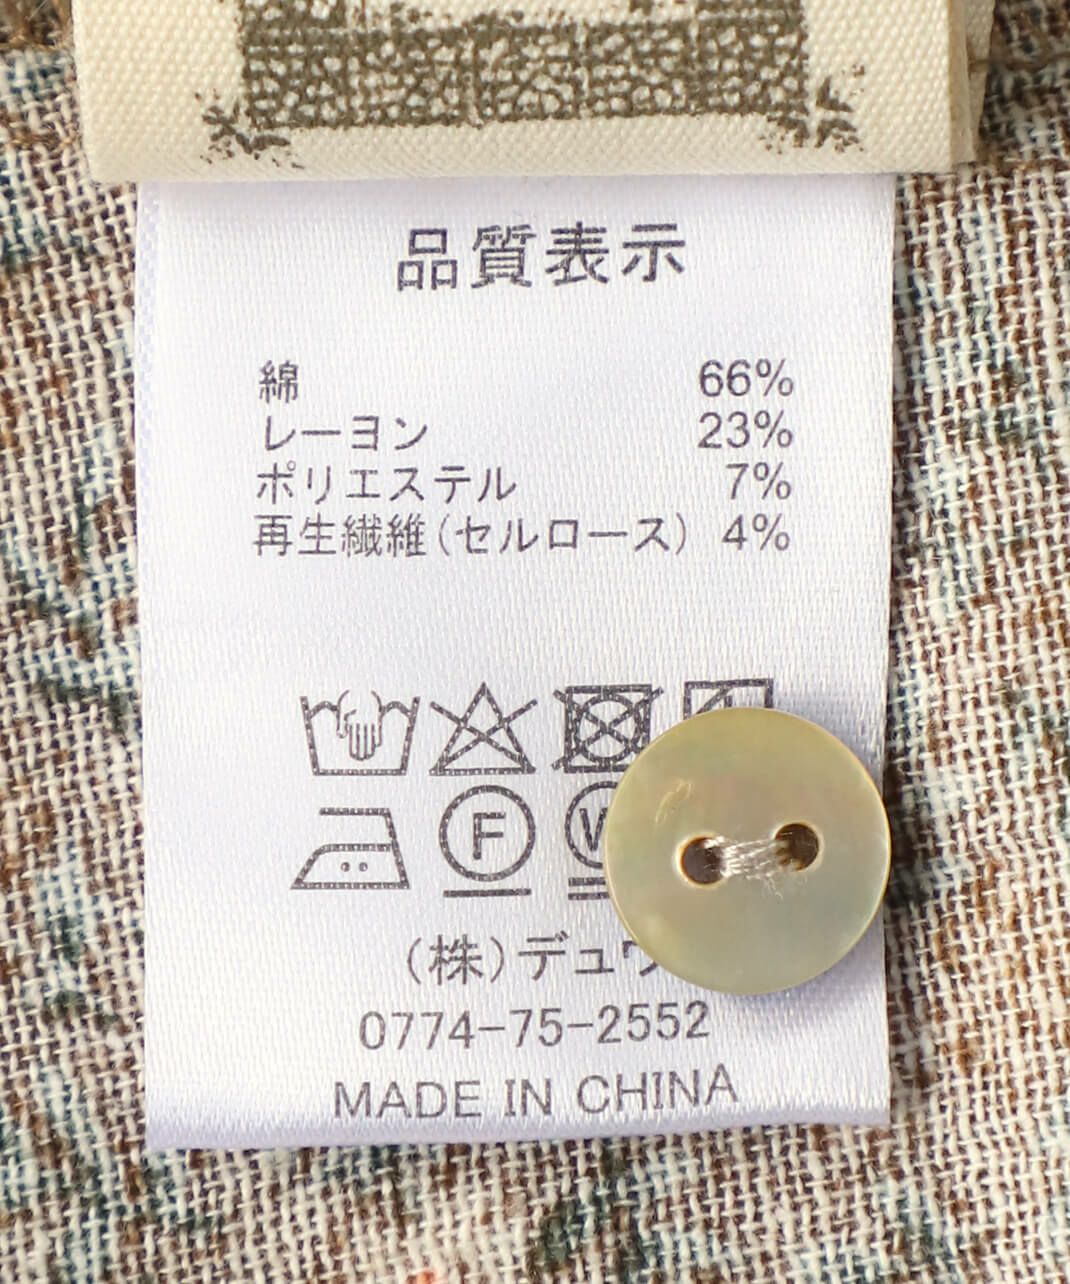 品質表示
綿 66%
レーヨン 23%
ポリエステル 7%
再生繊維(セルロース) 4%
F
(株)デュ
0774-75-2552
MADE IN CHINA